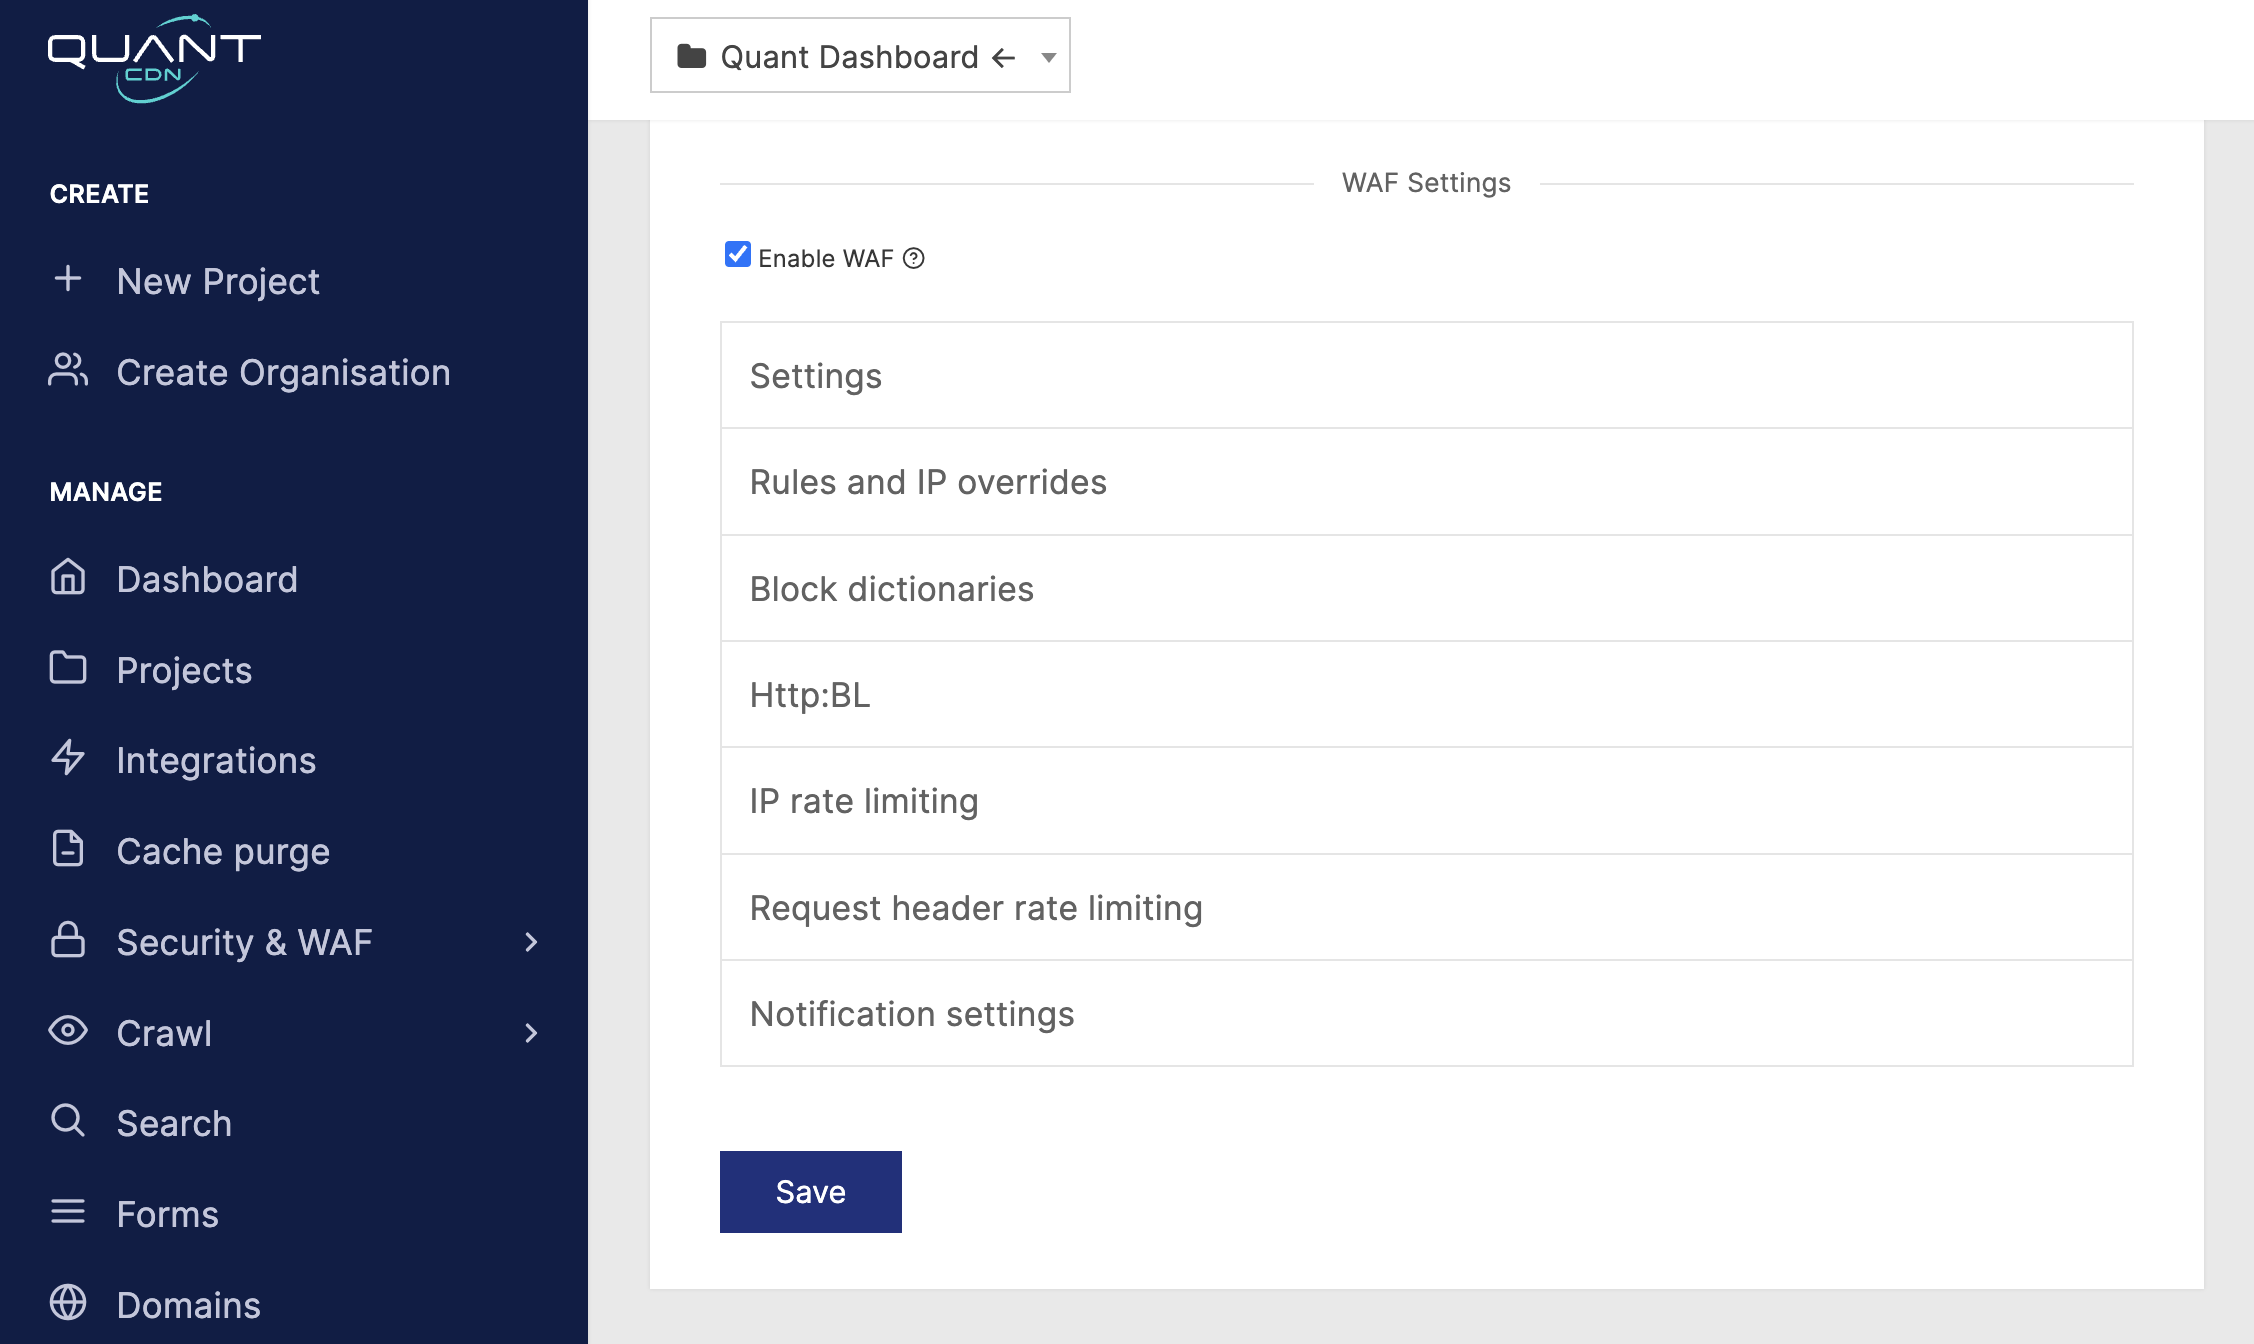 QUANT
CDN
CREATE
New Project
Create Organisation
MANAGE
Dashboard
Projects
Integrations
Cache purge
Security & WAF
Crawl
Search
Forms
Domains
Quant Dashboard ←
WAF Settings
Enable WAF
Settings
Rules and IP overrides
Block dictionaries
Http:BL
IP rate limiting
Request header rate limiting
Notification settings
Save